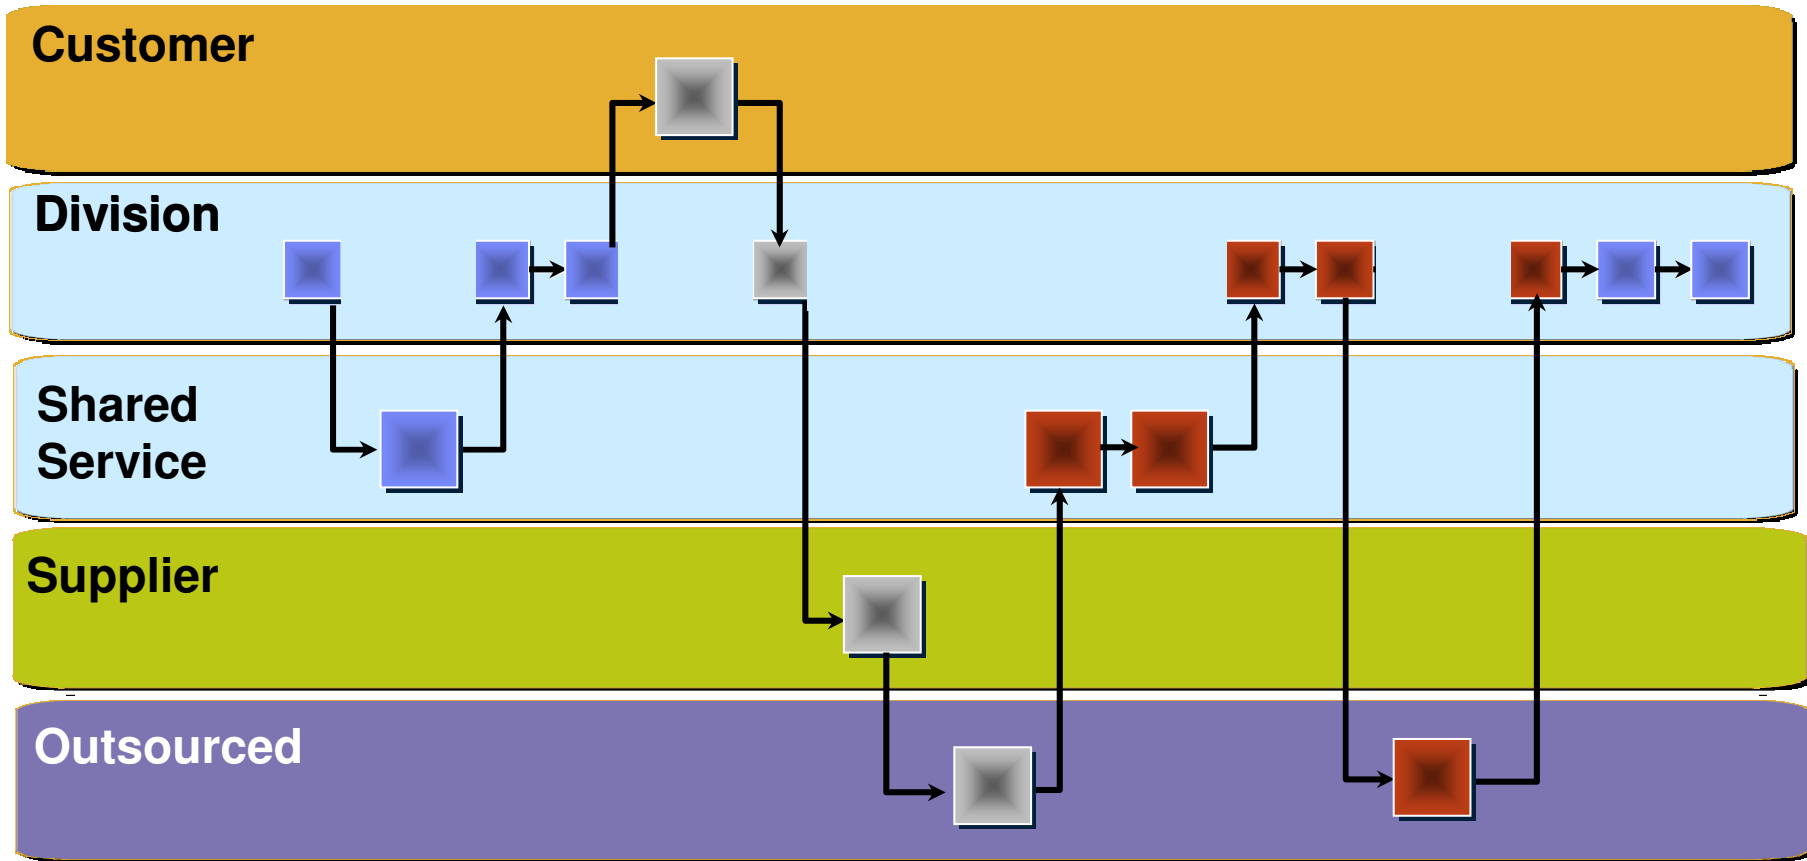 Customer
Division
Shared
Service
Supplier
Outsourced